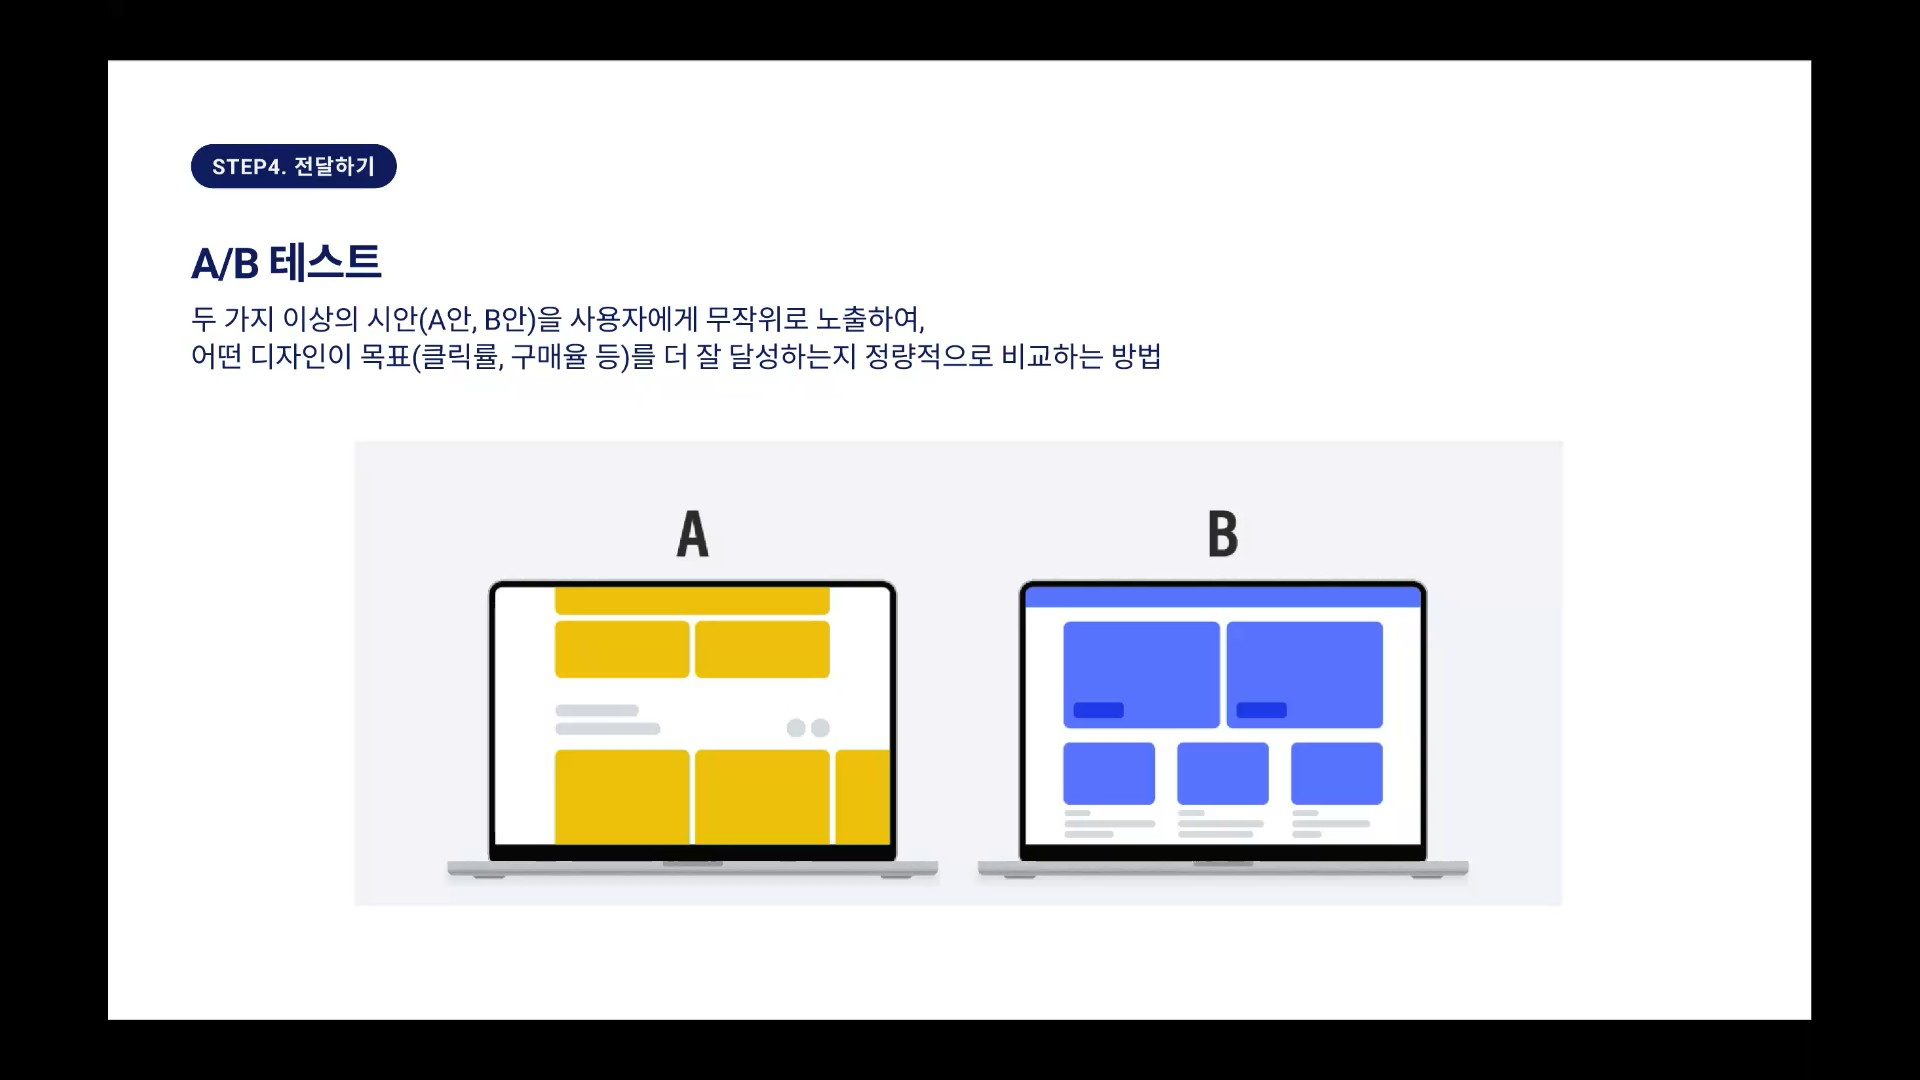 STEP4. 전달하기
A/B 테스트
두 가지 이상의 시안(A안, B안)을 사용자에게 무작위로 노출하여,
어떤 디자인이 목표(클릭률, 구매율 등)를 더 잘 달성하는지 정량적으로 비교하는 방법
A
B